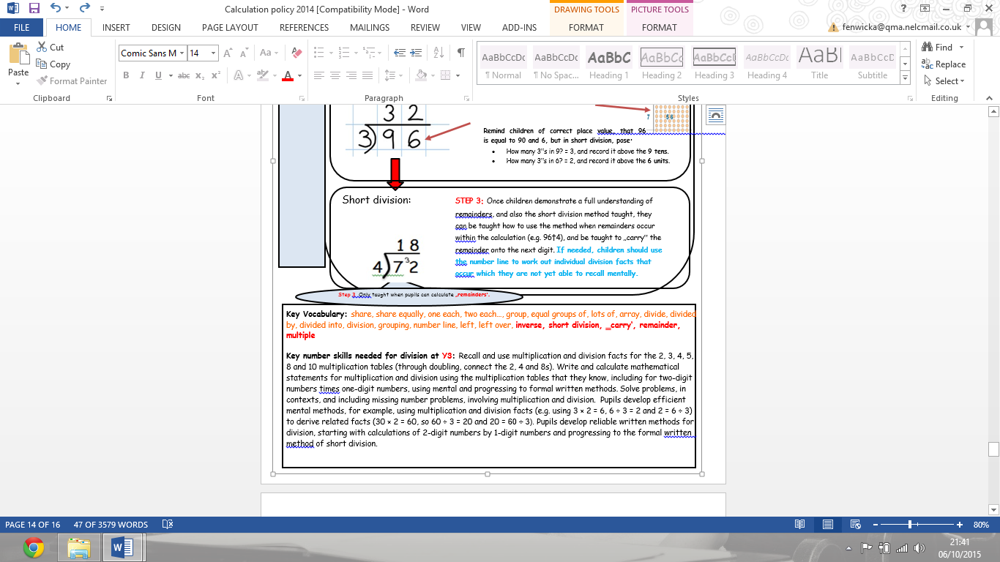 Calculation policy 2014 [Compatibility Mode] - Word
DRAWING TOOLS
PICTURE TOOLS
FILE
HOME
INSERT
DESIGN
PAGE LAYOUT
REFERENCES
MAILINGS
REVIEW
VIEW
ADD-INS
FORMAT
FORMAT
fenwicka@nelcmail.co.uk
Paste
Cut
Copy
Format Painter
Clipboard
Comic Sans M
14
Font
Paragraph
AaBbCcDc
¶ Normal
AaBbCcDc
¶ No Spac...
AaBbC
Heading 1
AaBbCc
Heading 2
AaBbCcI
Heading 3
AaBbCcDc
Heading 4
AaBl
Title
AaBbCcD
Subtitle
Styles
Find
Replace
Select
Editing
3 2
3 9 6
7 56
Remind children of correct place value, that 96
is equal to 90 and 6, but in short division, pose:
• How many 3"s in 9? = 3, and record it above the 9 tens.
• How many 3"s in 6? = 2, and record it above the 6 units.
Short division:
18
4 7 3 2
STEP 3: Once children demonstrate a full understanding of
remainders, and also the short division method taught, they
can be taught how to use the method when remainders occur
within the calculation (e.g. 96†4), and be taught to „carry‟ the
remainder onto the next digit. If needed, children should use
the number line to work out individual division facts that
occur which they are not yet able to recall mentally.
Step 3 Only taught when pupils can calculate „remainders'.
Key Vocabulary: share, share equally, one each, two each…, group, equal groups of, lots of, array, divide, divided
by, divided into, division, grouping, number line, left, left over, inverse, short division, ‗carry', remainder,
multiple
Key number skills needed for division at Y3: Recall and use multiplication and division facts for the 2, 3, 4, 5,
8 and 10 multiplication tables (through doubling, connect the 2, 4 and 8s). Write and calculate mathematical
statements for multiplication and division using the multiplication tables that they know, including for two-digit
numbers times one-digit numbers, using mental and progressing to formal written methods. Solve problems, in
contexts, and including missing number problems, involving multiplication and division. Pupils develop efficient
mental methods, for example, using multiplication and division facts (e.g. using 3 × 2 = 6, 6 ÷ 3 = 2 and 2 = 6 ÷ 3)
to derive related facts (30 × 2 = 60, so 60 ÷ 3 = 20 and 20 = 60 ÷ 3). Pupils develop reliable written methods for
division, starting with calculations of 2-digit numbers by 1-digit numbers and progressing to the formal written
method of short division.
PAGE 14 OF 16
47 OF 3579 WORDS
80%
21:41
06/10/2015